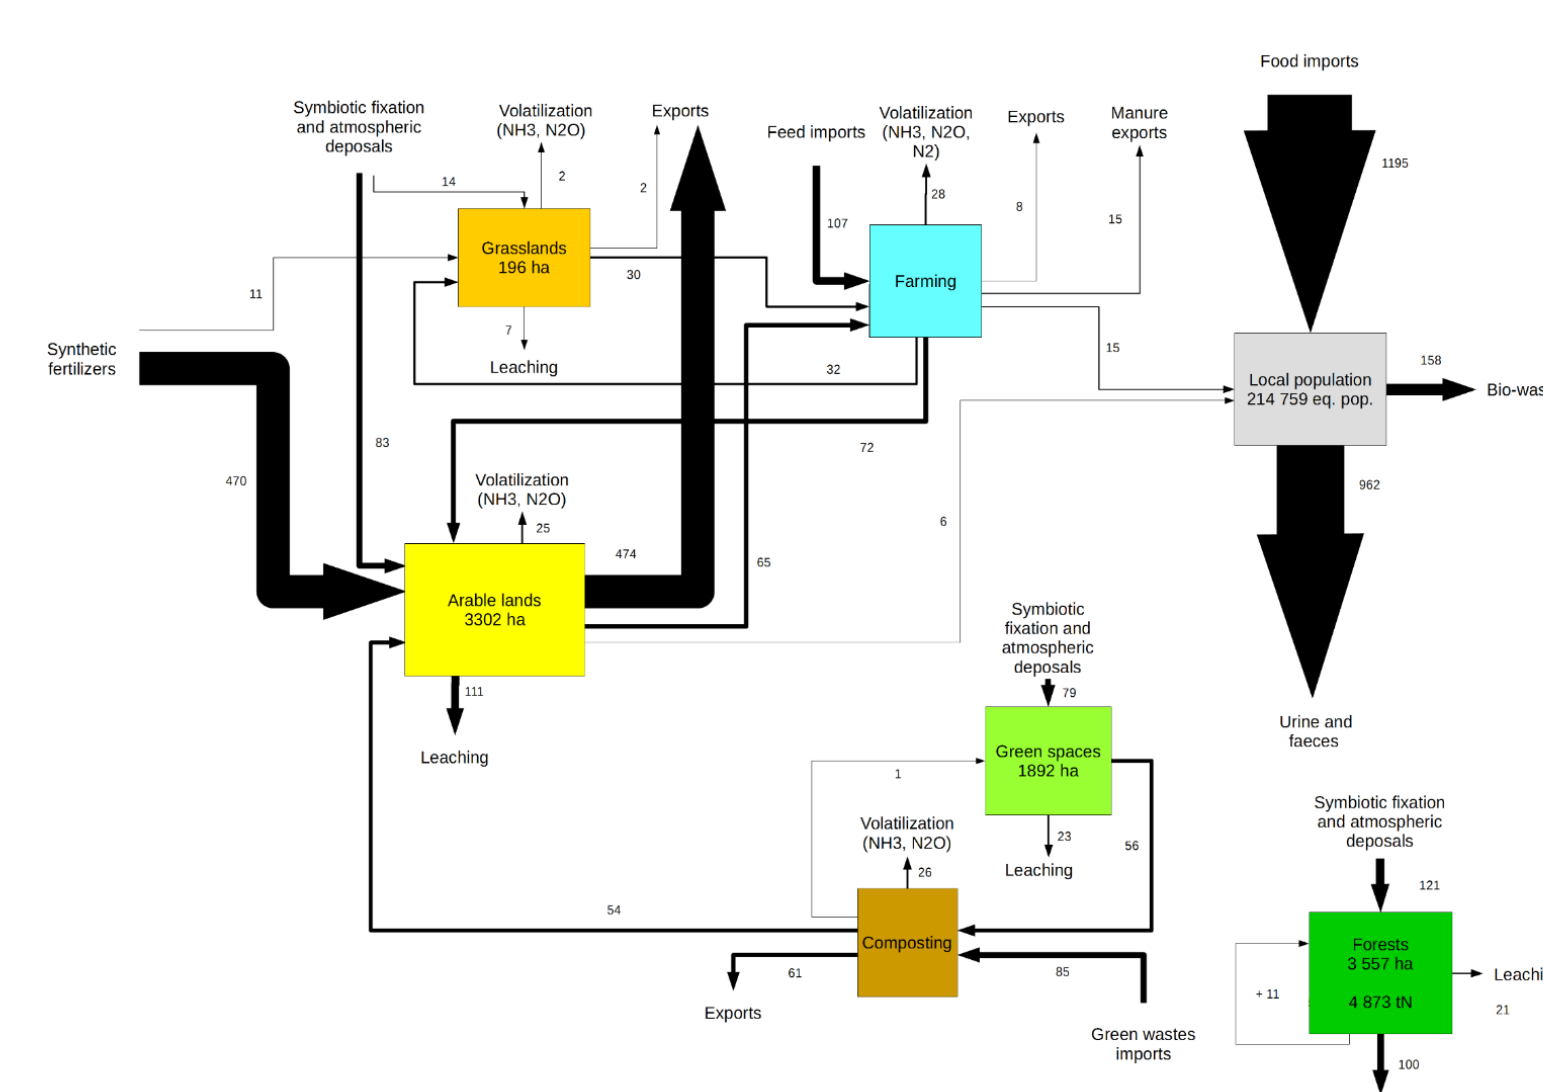 Food imports
1195
Symbiotic fixation
and atmospheric
deposals
Volatilization
(NH3, N2O)
Exports
Feed imports
Volatilization
(NH3, N2O,
N2)
Exports
Manure
exports
14
2
2
107
28
8
15
Grasslands
196 ha
30
11
7
Leaching
Farming
32
15
Synthetic
fertilizers
Local population
214 759 eq. pop.
158
Bio-was
83
72
470
962
Volatilization
(NH3, N2O)
25
6
474
65
Arable lands
3302 ha
111
Leaching
Symbiotic
fixation and
atmospheric
deposals
79
Urine and
faeces
Green spaces
1892 ha
1
23
Leaching
56
Volatilization
(NH3, N2O)
26
54
Composting
61
Exports
85
Green wastes
imports
Symbiotic fixation
and atmospheric
deposals
121
Forests
3 557 ha
4 873 tN
+ 11
Leachi
21
100